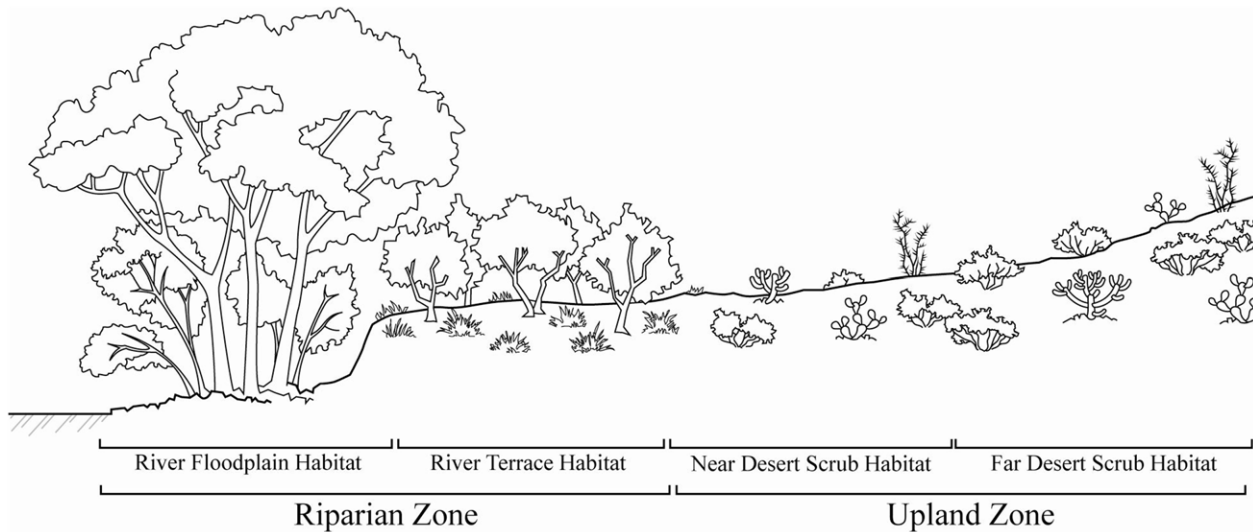 River Floodplain Habitat
River Terrace Habitat
Near Desert Scrub Habitat
Far Desert Scrub Habitat
Riparian Zone
Upland Zone